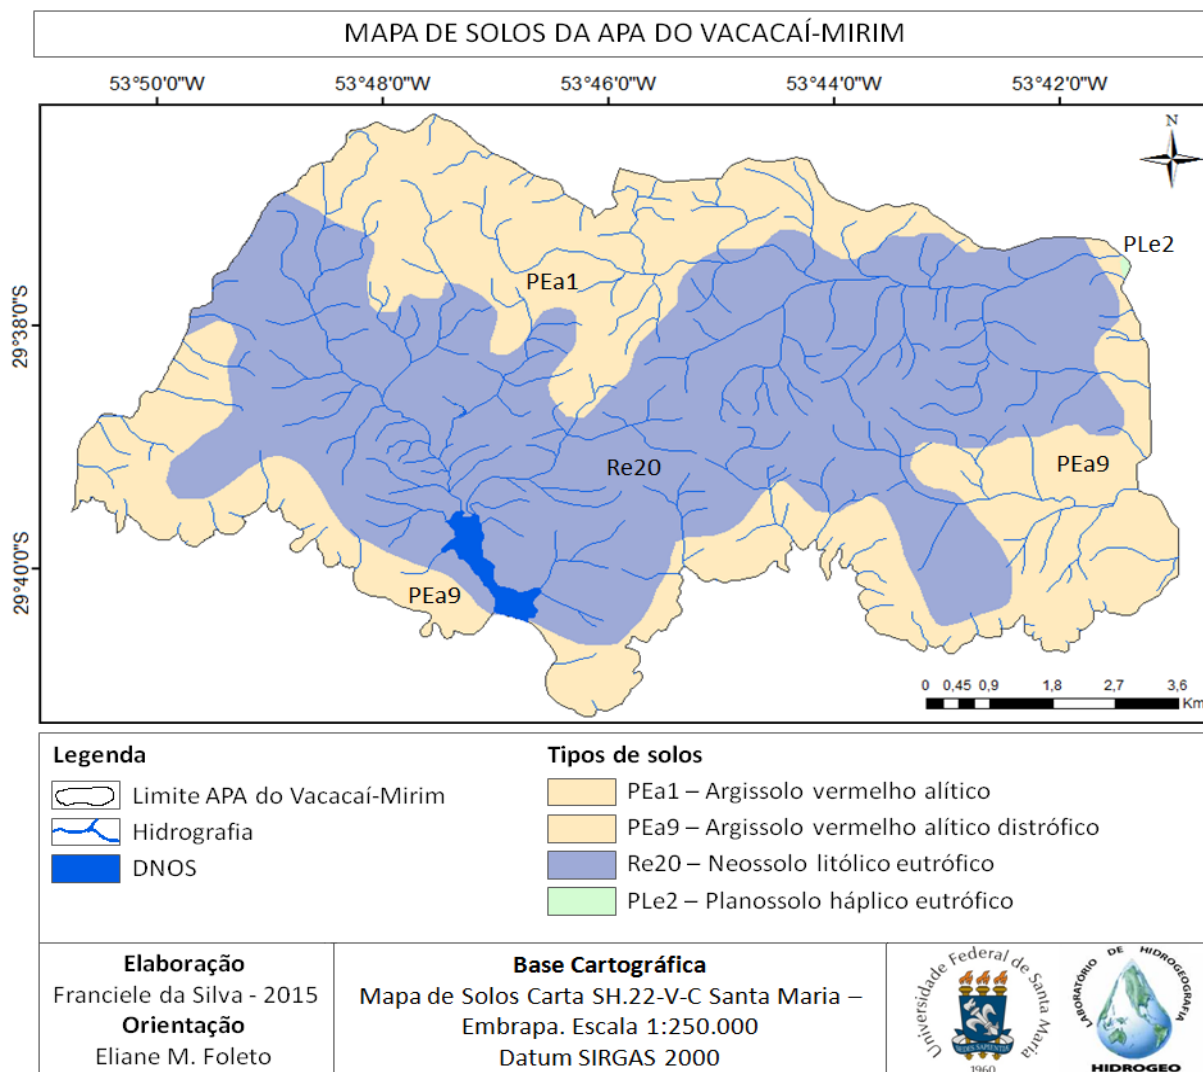 MAPA DE SOLOS DA APA DO VACACAÍ-MIRIM
53°50'0"W 53°48'0"W 53°46'0"W 53°44'0"W 53°42'0"W
N
PLe2
PEa1
29°38'0"S
Re20
PEa9
29°40'0"S
PEa9
0 0,45 0,9 1,8 2,7 3,6
Km
Legenda
Limite APA do Vacacaí-Mirim
Hidrografia
DNOS
Tipos de solos
PEa1 – Argissolo vermelho alítico
PEa9 – Argissolo vermelho alítico distrófico
Re20 – Neossolo litólico eutrófico
PLe2 – Planossolo háplico eutrófico
Elaboração
Franciele da Silva - 2015
Orientação
Eliane M. Foleto
Base Cartográfica
Mapa de Solos Carta SH.22-V-C Santa Maria –
Embrapa. Escala 1:250.000
Datum SIRGAS 2000
Universidade Federal de Santa Maria
SEDES SAPIENTIAE
1960
LABORATÓRIO DE HIDROGEOGRAFIA
HIDROGEO